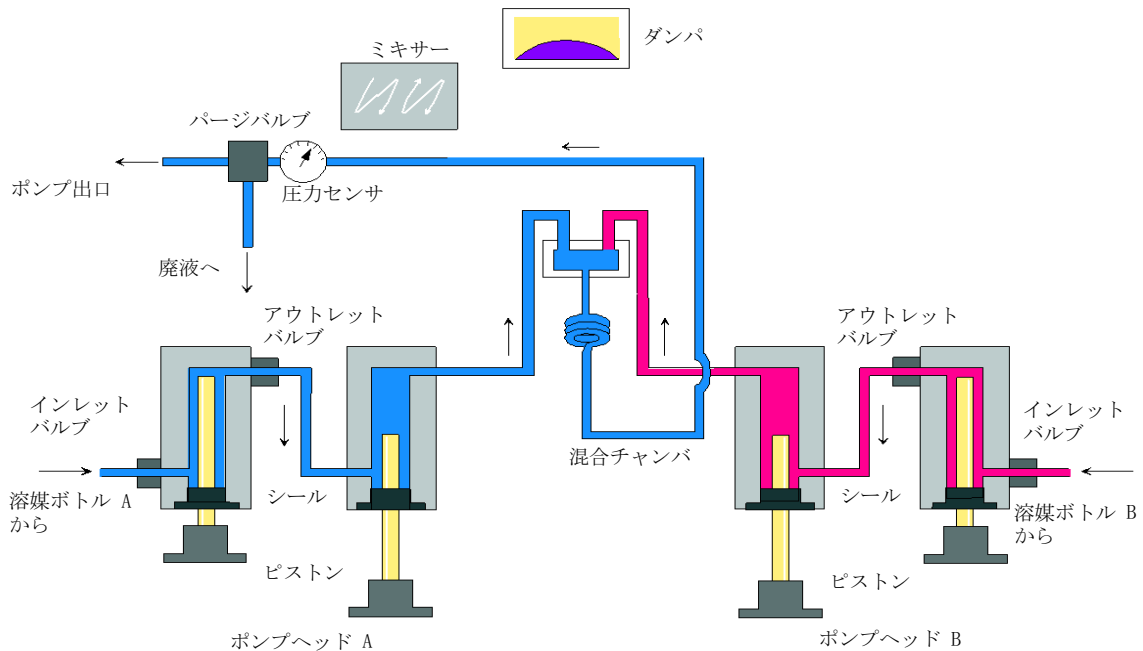 ダンパ
ミキサー
パージバルブ
ポンプ出口
圧力センサ
廃液へ
アウトレット
バルブ
アウトレット
バルブ
インレット
バルブ
インレット
バルブ
混合チャンバ
溶媒ボトル A
から
シール
シール
溶媒ボトル B
から
ピストン
ピストン
ポンプヘッド A
ポンプヘッド B